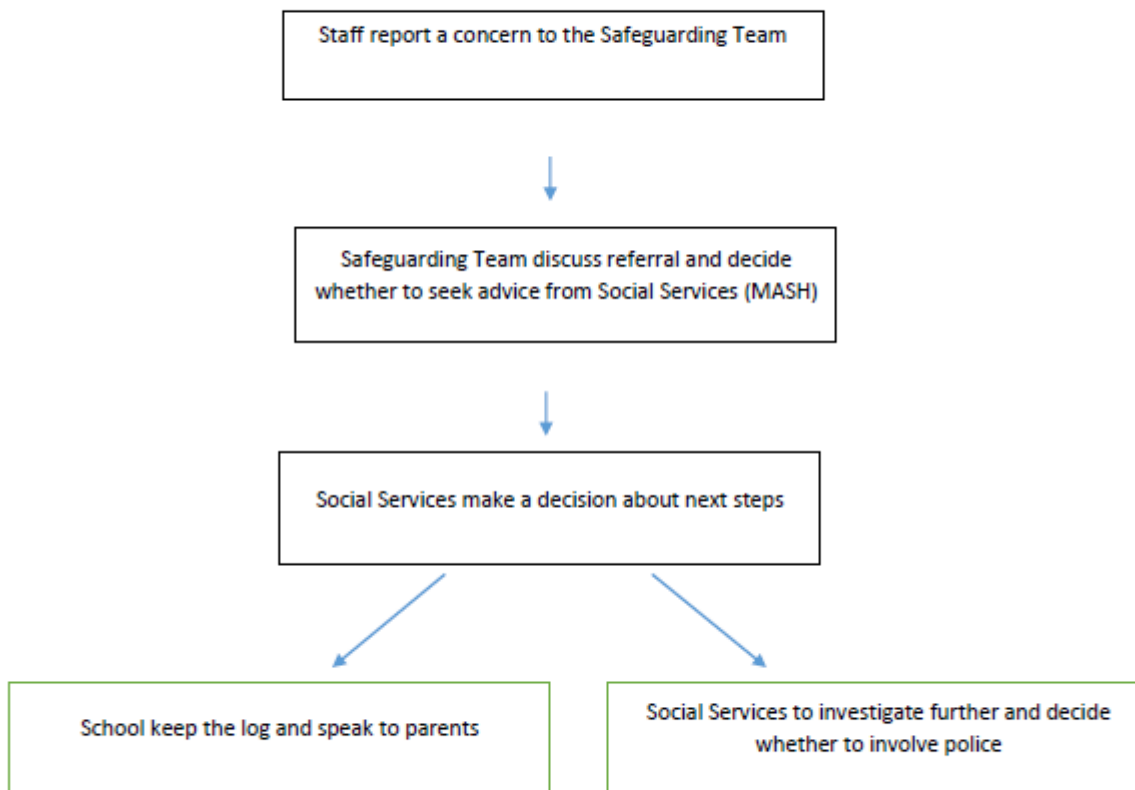 Staff report a concern to the Safeguarding Team
Safeguarding Team discuss referral and decide
whether to seek advice from Social Services (MASH)
Social Services make a decision about next steps
School keep the log and speak to parents
Social Services to investigate further and decide
whether to involve police